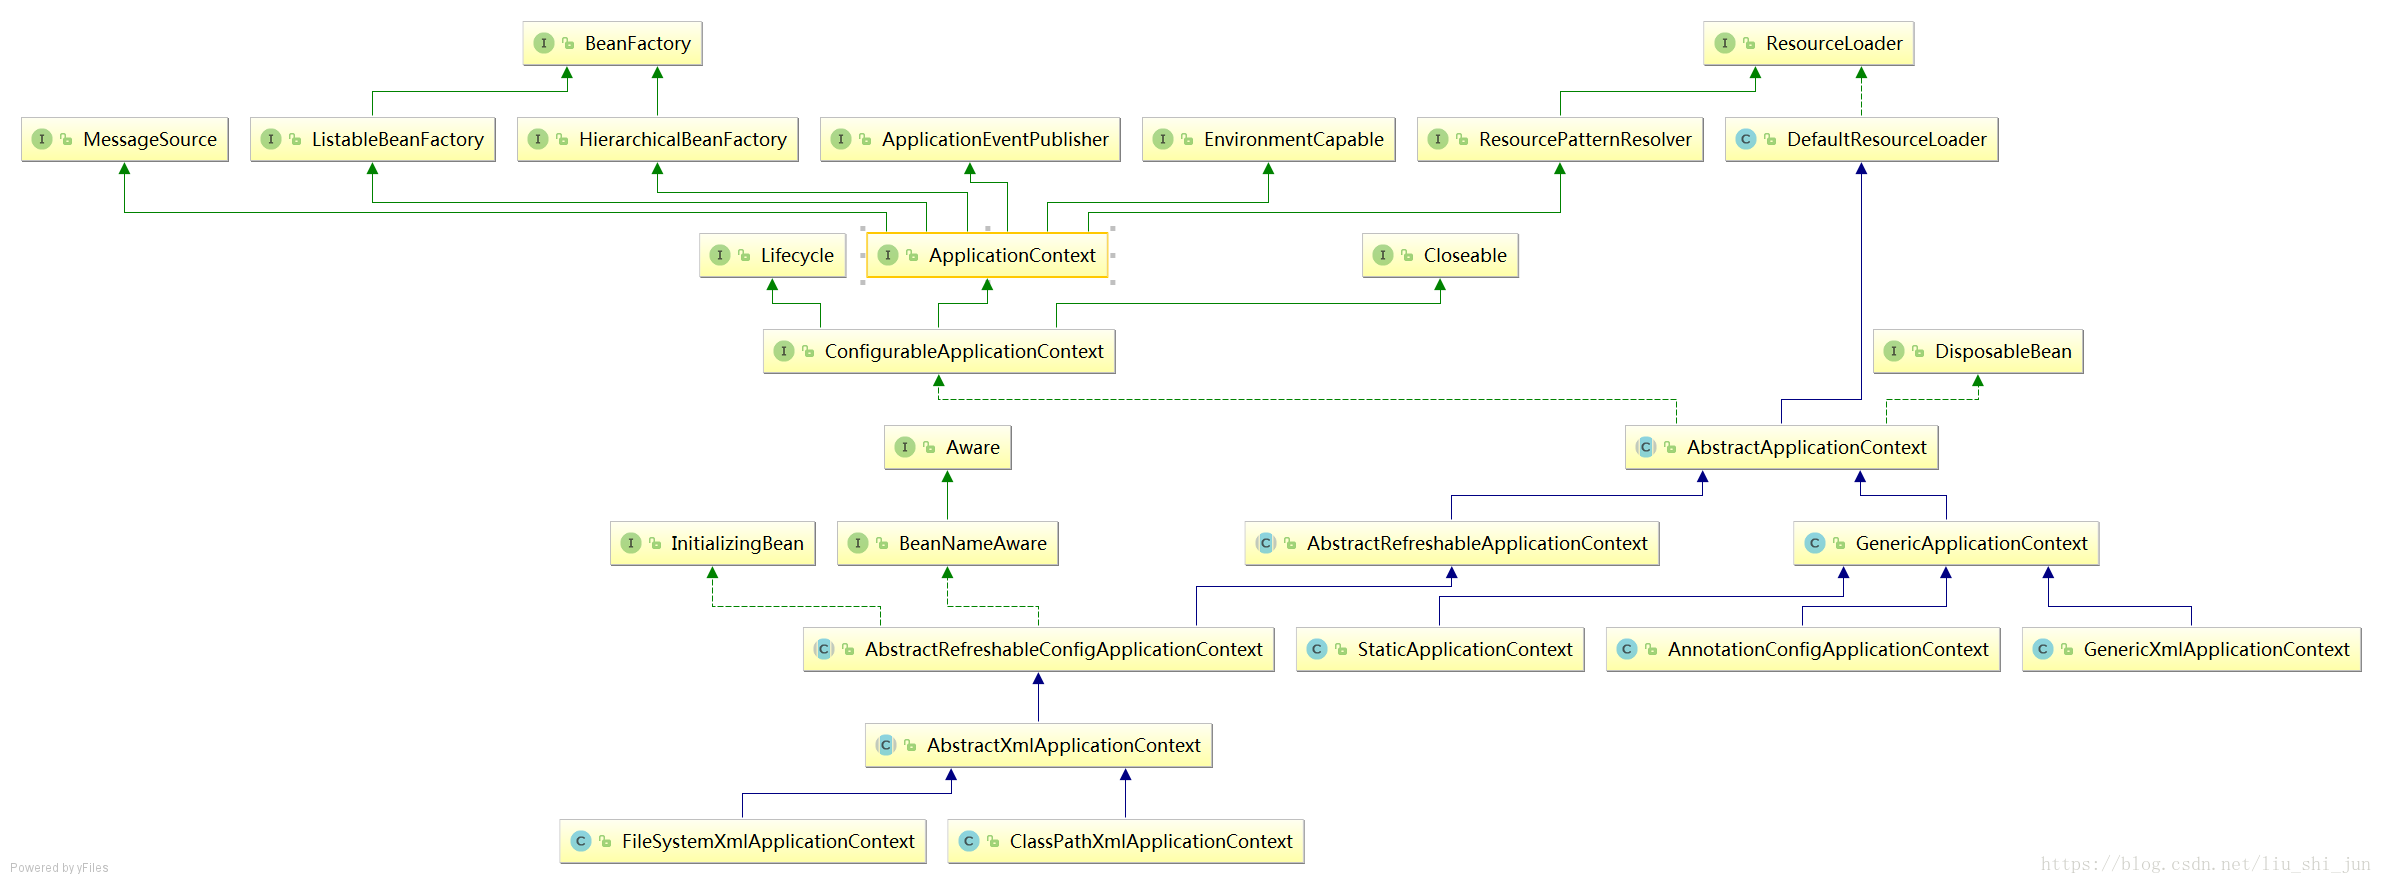 BeanFactory
ResourceLoader
MessageSource
ListableBeanFactory
HierarchicalBeanFactory
ApplicationEventPublisher
EnvironmentCapable
ResourcePatternResolver
DefaultResourceLoader
Lifecycle
ApplicationContext
Closeable
ConfigurableApplicationContext
DisposableBean
Aware
AbstractApplicationContext
InitializingBean
BeanNameAware
AbstractRefreshableApplicationContext
GenericApplicationContext
AbstractRefreshableConfigApplicationContext
StaticApplicationContext
AnnotationConfigApplicationContext
GenericXmlApplicationContext
AbstractXmlApplicationContext
FileSystemXmlApplicationContext
ClassPathXmlApplicationContext
Powered by yFiles
https://blog.csdn.net/liu_shi_jun